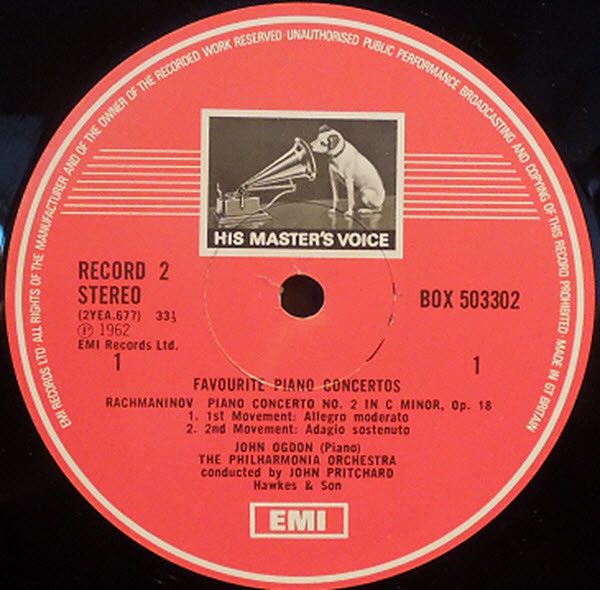 EMI RECORDS LTD · ALL RIGHTS OF THE MANUFACTURER AND OF THE OWNER OF THE RECORDED WORK RESERVED · UNAUTHORISED PUBLIC PERFORMANCE BROADCASTING AND COPYING OF THIS RECORD PROHIBITED MADE IN GT BRITAIN
HIS MASTER'S VOICE
RECORD 2
STEREO
(2YEA.677) 33⅓
Ⓟ 1962
EMI Records Ltd.
BOX 503302
1
1
FAVOURITE PIANO CONCERTOS
RACHMANINOV PIANO CONCERTO NO. 2 IN C MINOR, Op. 18
1. 1st Movement: Allegro moderato
2. 2nd Movement: Adagio sostenuto
JOHN OGDON (Piano)
THE PHILHARMONIA ORCHESTRA
conducted by JOHN PRITCHARD
Hawkes & Son
EMI